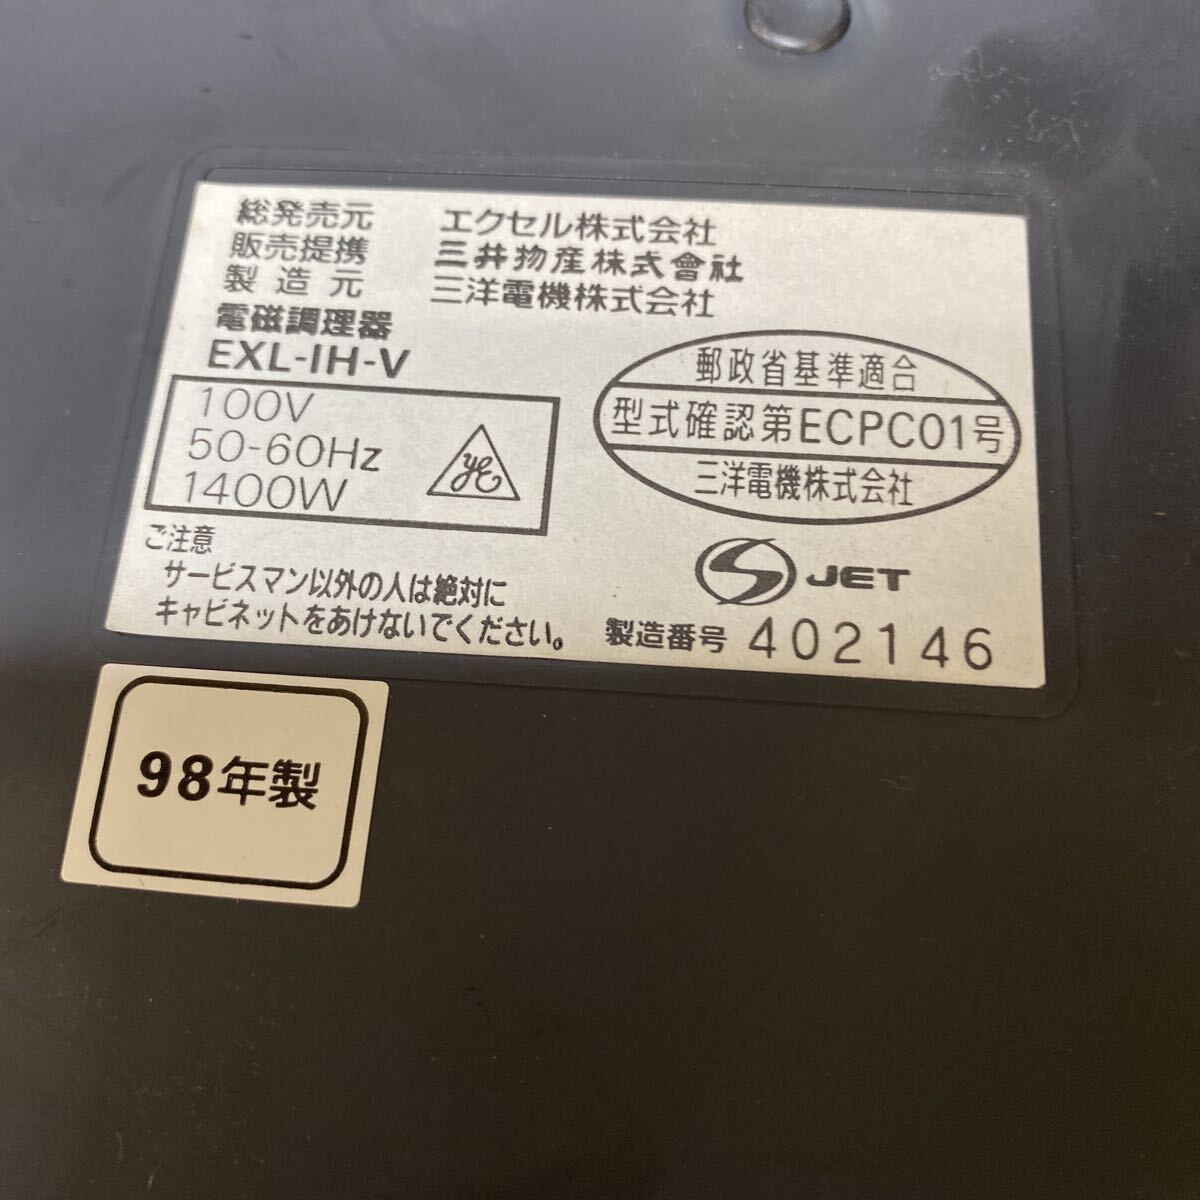 総発売元 エクセル株式会社
販売提携 三井物産株式會社
製造元 三洋電機株式会社
電磁調理器
EXL-IH-V
100V
50-60Hz
1400W
郵政省基準適合
型式確認第ECPC01号
三洋電機株式会社
JET
ご注意
サービスマン以外の人は絶対に
キャビネットをあけないでください。
製造番号 402146
98年製